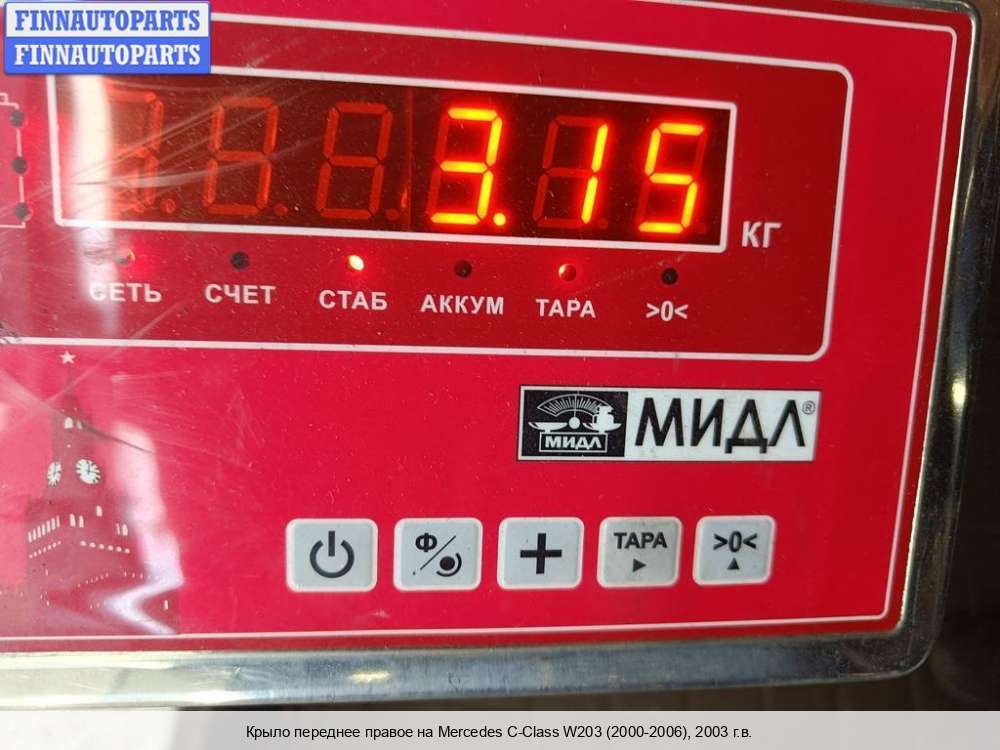 FINNAUTOPARTS
FINNAUTOPARTS
3.15
КГ
СЕТЬ СЧЕТ СТАБ АККУМ ТАРА >0<
МИДЛ МИДЛ®
Ф ТАРА >0<
Крыло переднее правое на Mercedes C-Class W203 (2000-2006), 2003 г.в.